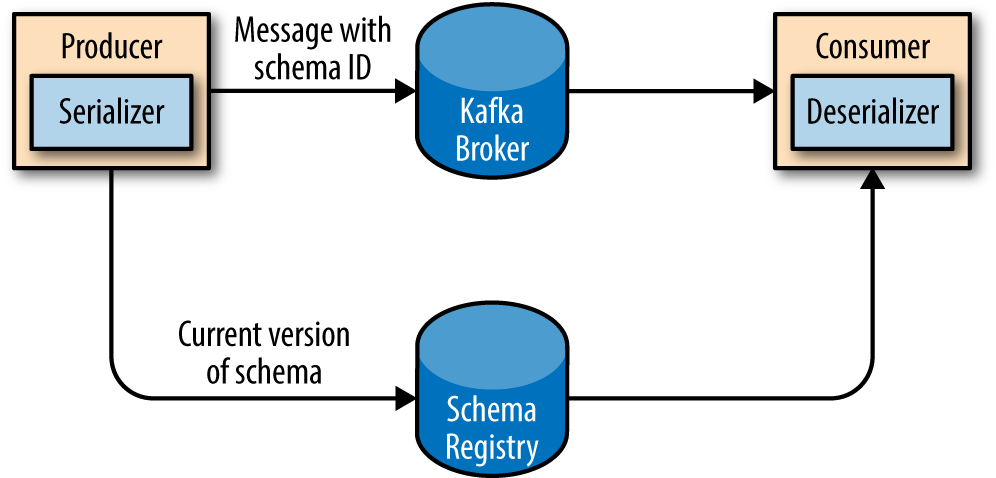 Producer
Serializer
Message with
schema ID
Kafka
Broker
Consumer
Deserializer
Current version
of schema
Schema
Registry